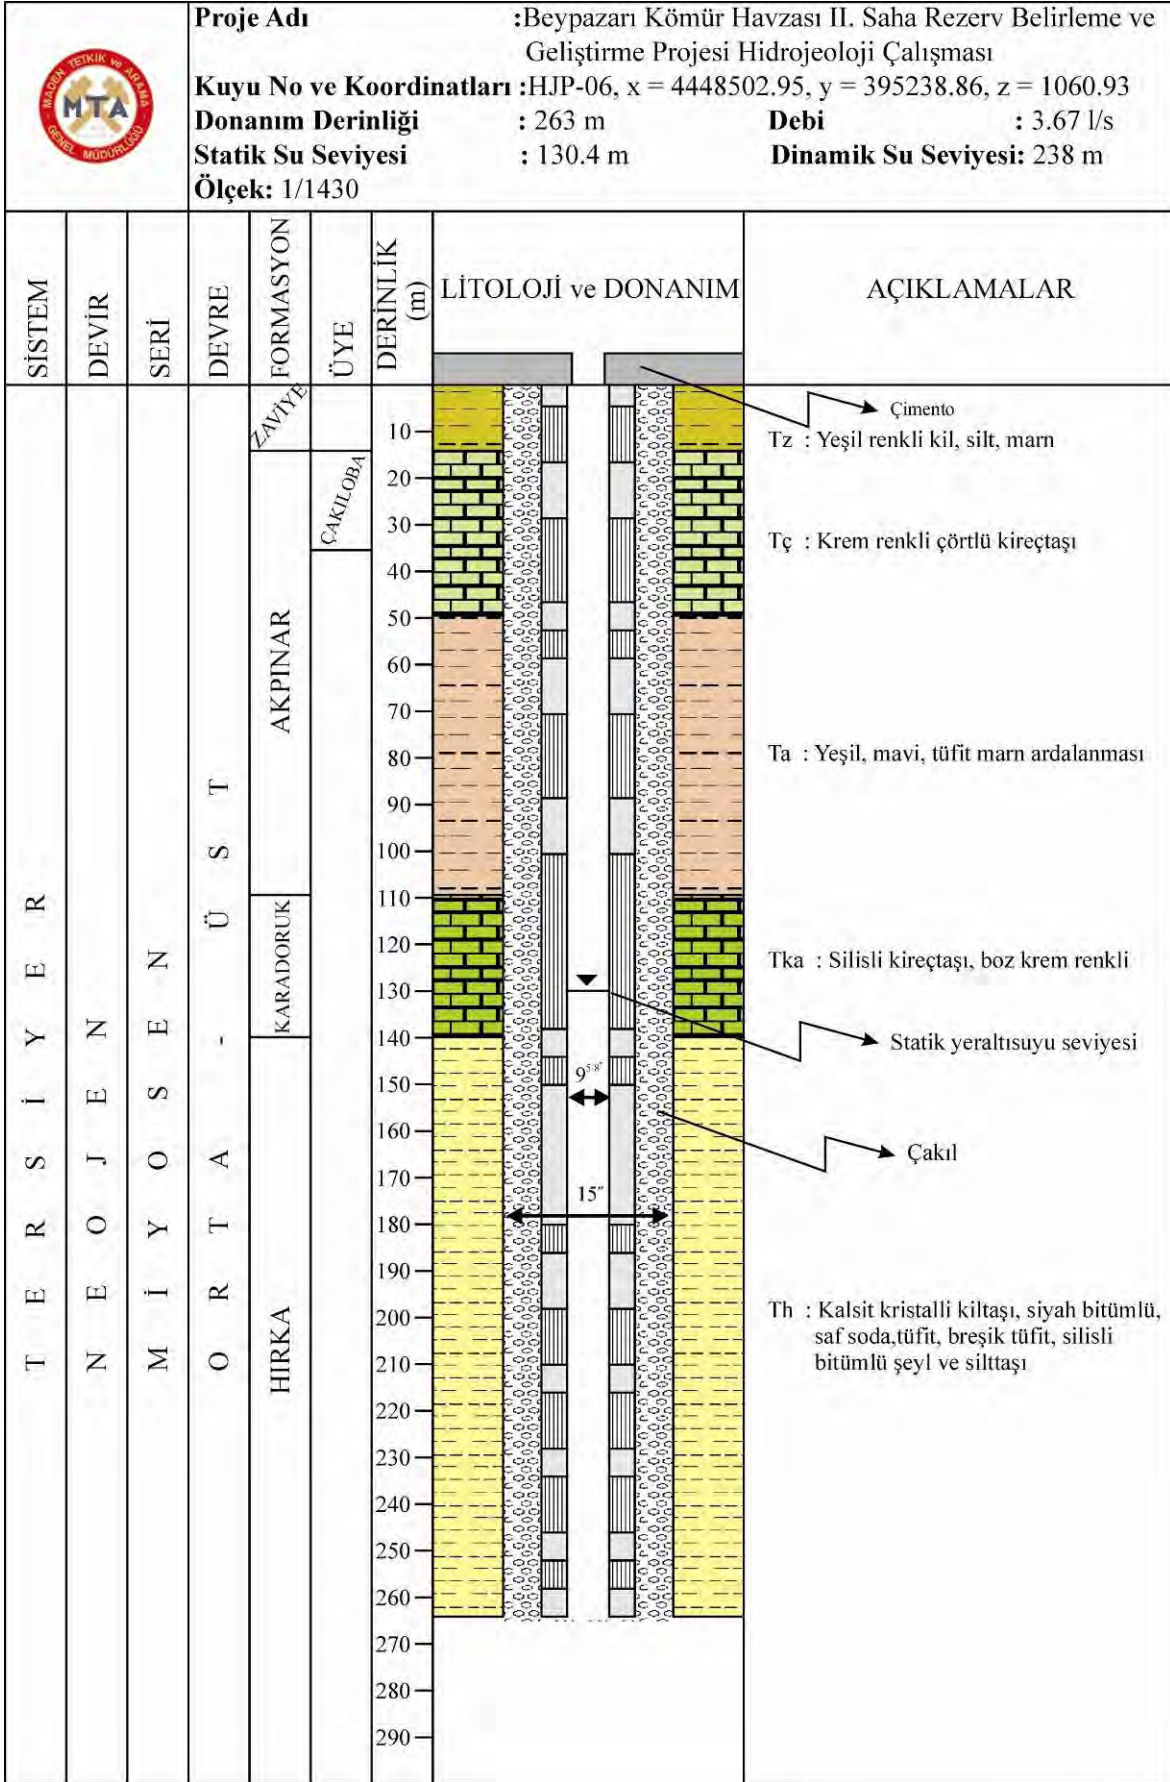 MADEN TETKİK ve ARAMA
MTA
GENEL MÜDÜRLÜĞÜ
Proje Adı :Beypazarı Kömür Havzası II. Saha Rezerv Belirleme ve
Geliştirme Projesi Hidrojeoloji Çalışması
Kuyu No ve Koordinatları :HJP-06, x = 4448502.95, y = 395238.86, z = 1060.93
Donanım Derinliği : 263 m Debi : 3.67 l/s
Statik Su Seviyesi : 130.4 m Dinamik Su Seviyesi: 238 m
Ölçek: 1/1430
SİSTEM
DEVİR
SERİ
DEVRE
FORMASYON
ÜYE
DERİNLİK
(m)
LİTOLOJİ ve DONANIM
AÇIKLAMALAR
TERSİYER
NEOJEN
MİYOSEN
ORTA - ÜST
ZAVİYE
AKPINAR
KARADORUK
HIRKA
ÇAKILOBA
10
20
30
40
50
60
70
80
90
100
110
120
130
140
150
160
170
180
190
200
210
220
230
240
250
260
270
280
290
9 5/8"
15"
Çimento
Tz : Yeşil renkli kil, silt, marn
Tç : Krem renkli çörtlü kireçtaşı
Ta : Yeşil, mavi, tüfit marn ardalanması
Tka : Silisli kireçtaşı, boz krem renkli
Statik yeraltısuyu seviyesi
Çakıl
Th : Kalsit kristalli kiltaşı, siyah bitümlü,
saf soda,tüfit, breşik tüfit, silisli
bitümlü şeyl ve silttaşı